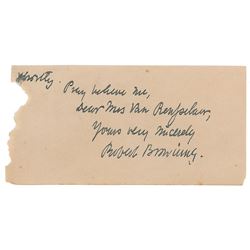 shortly. Pray believe me,
Dear Mrs Van Rensselaer,
Yours very sincerely
Robert Browning.